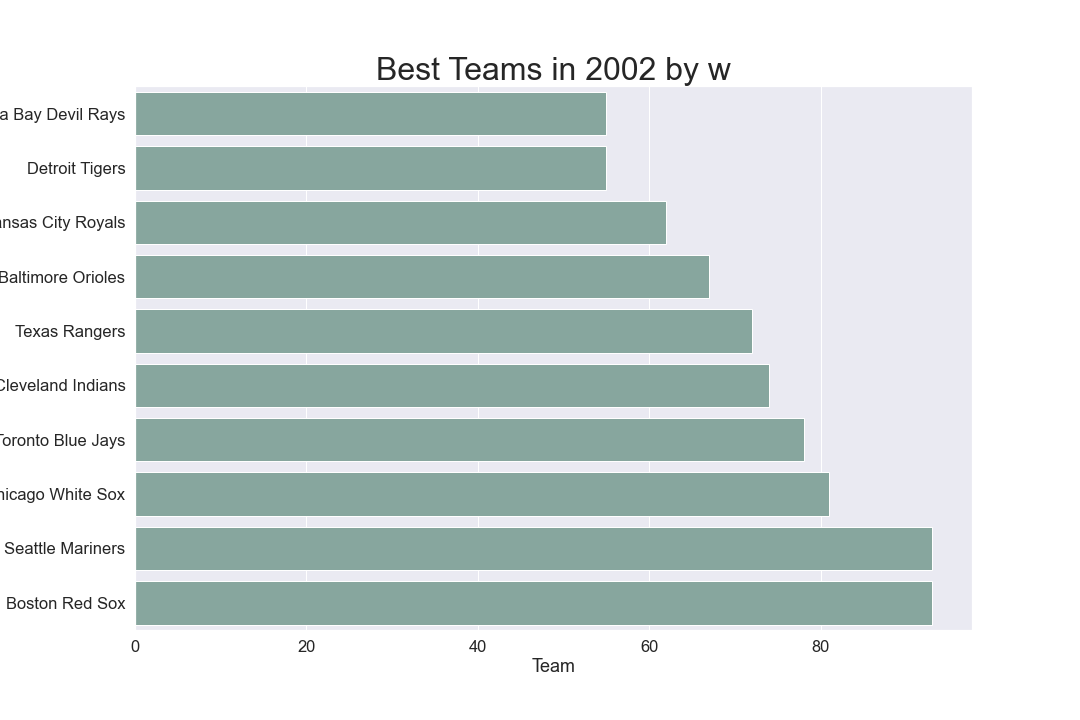 Best Teams in 2002 by w
a Bay Devil Rays
Detroit Tigers
ansas City Royals
Baltimore Orioles
Texas Rangers
Cleveland Indians
Toronto Blue Jays
hicago White Sox
Seattle Mariners
Boston Red Sox
0 20 40 60 80
Team